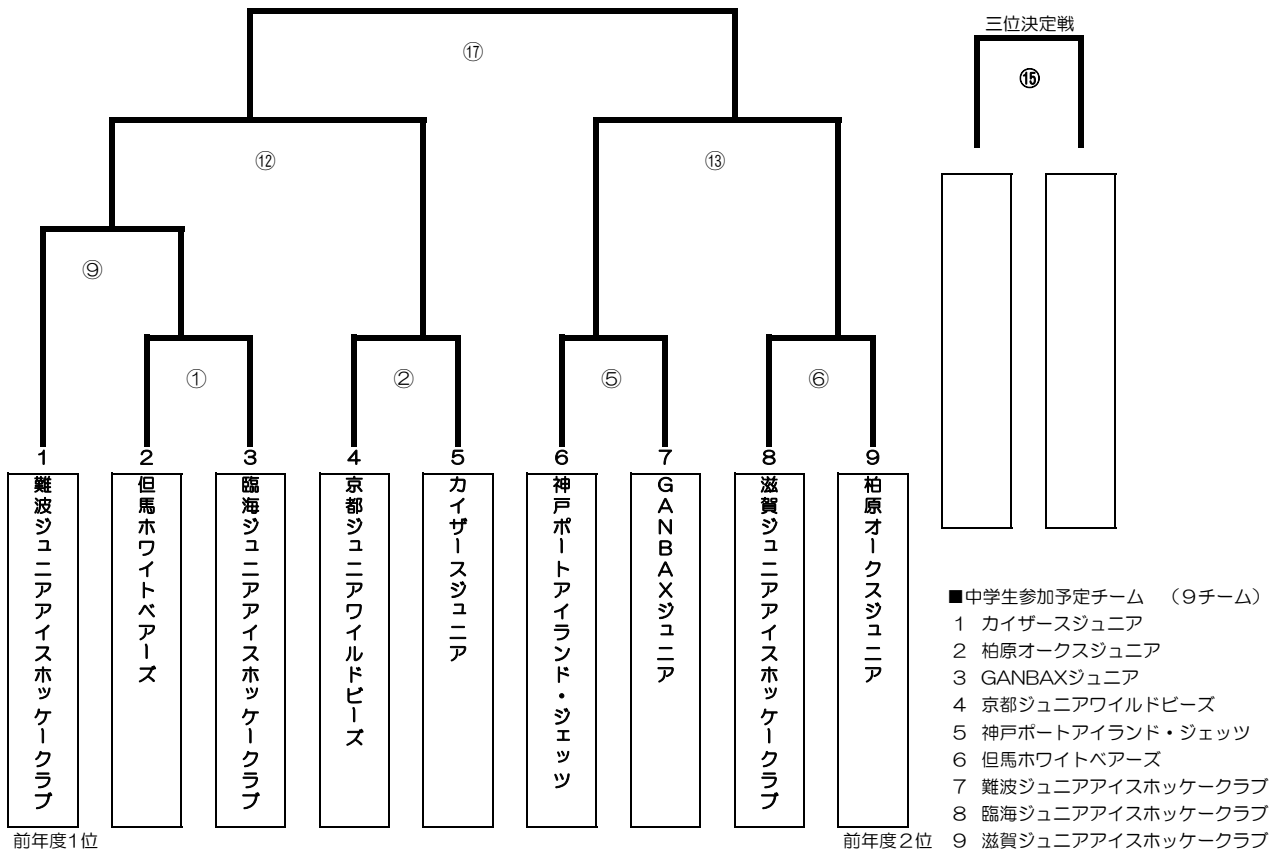 三位決定戦
⑰
⑮
⑫
⑬
⑨
①
②
⑤
⑥
1
2
3
4
5
6
7
8
9
難波ジュニアアイスホッケークラブ
但馬ホワイトベアーズ
臨海ジュニアアイスホッケークラブ
京都ジュニアワイルドビーズ
カイザースジュニア
神戸ポートアイランド・ジェッツ
GANBAXジュニア
滋賀ジュニアアイスホッケークラブ
柏原オークスジュニア
前年度1位
前年度2位
■中学生参加予定チーム （9チーム）
1 カイザースジュニア
2 柏原オークスジュニア
3 GANBAXジュニア
4 京都ジュニアワイルドビーズ
5 神戸ポートアイランド・ジェッツ
6 但馬ホワイトベアーズ
7 難波ジュニアアイスホッケークラブ
8 臨海ジュニアアイスホッケークラブ
9 滋賀ジュニアアイスホッケークラブ